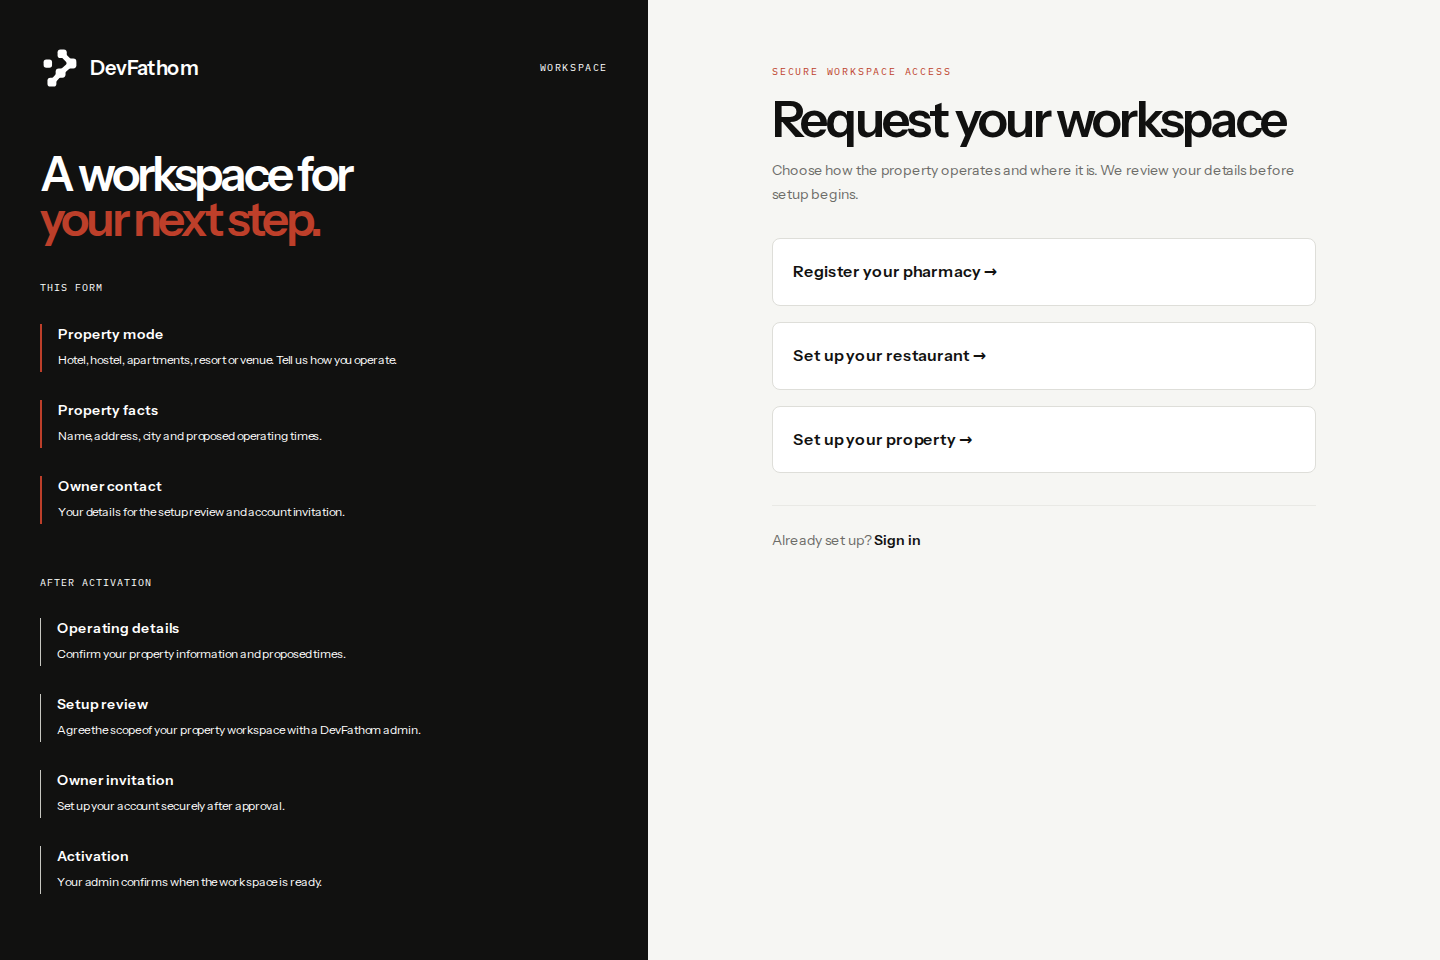 DevFathom
WORKSPACE
A workspace for
your next step.
THIS FORM
Property mode
Hotel, hostel, apartments, resort or venue. Tell us how you operate.
Property facts
Name, address, city and proposed operating times.
Owner contact
Your details for the setup review and account invitation.
AFTER ACTIVATION
Operating details
Confirm your property information and proposed times.
Setup review
Agree the scope of your property workspace with a DevFathom admin.
Owner invitation
Set up your account securely after approval.
Activation
Your admin confirms when the workspace is ready.
SECURE WORKSPACE ACCESS
Request your workspace
Choose how the property operates and where it is. We review your details before
setup begins.
Register your pharmacy →
Set up your restaurant →
Set up your property →
Already set up? Sign in